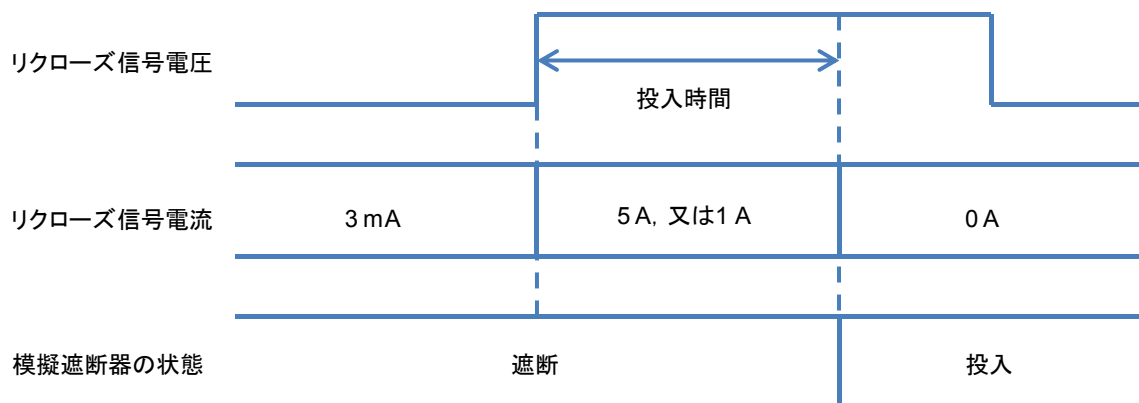 リクローズ信号電圧
投入時間
リクローズ信号電流
3 mA
5 A, 又は1 A
0 A
模擬遮断器の状態
遮断
投入